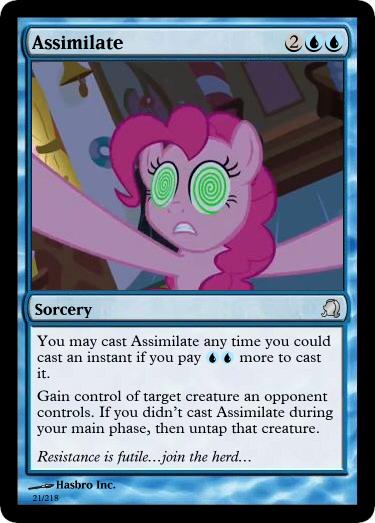 Assimilate 2
Sorcery
You may cast Assimilate any time you could
cast an instant if you pay more to cast
it.
Gain control of target creature an opponent
controls. If you didn't cast Assimilate during
your main phase, then untap that creature.
Resistance is futile…join the herd…
Hasbro Inc.
21/218